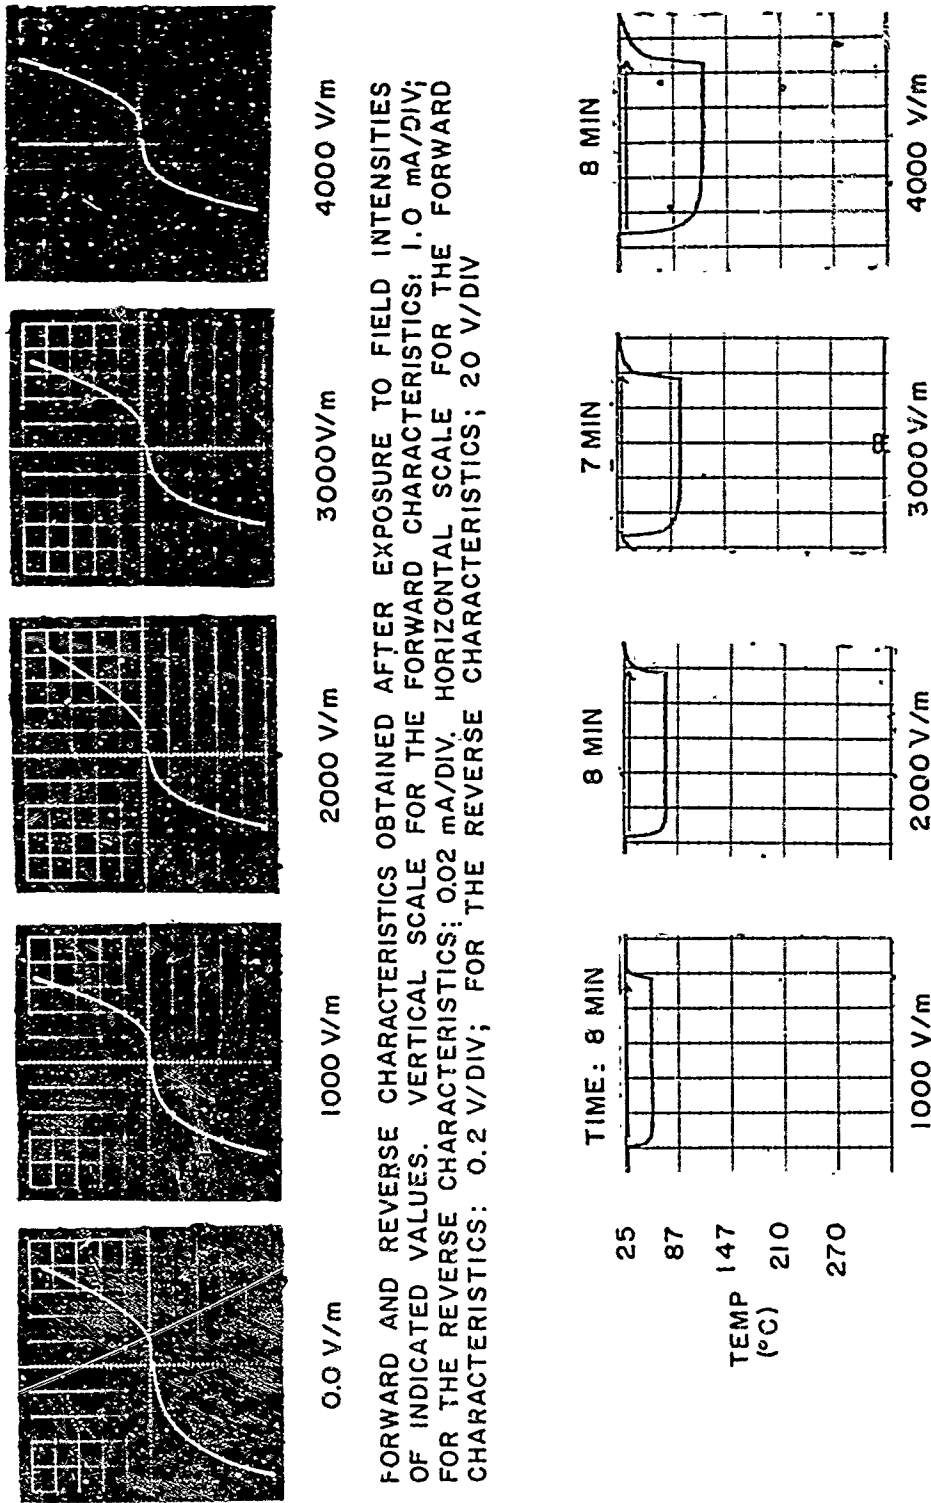 0.0 V/m
1000 V/m
2000 V/m
3000V/m
4000 V/m
FORWARD AND REVERSE CHARACTERISTICS OBTAINED AFTER EXPOSURE TO FIELD INTENSITIES
OF INDICATED VALUES. VERTICAL SCALE FOR THE FORWARD CHARACTERISTICS: 1.0 mA/DIV;
FOR THE REVERSE CHARACTERISTICS: 0.02 mA/DIV. HORIZONTAL SCALE FOR THE FORWARD
CHARACTERISTICS: 0.2 V/DIV; FOR THE REVERSE CHARACTERISTICS; 20 V/DIV
TIME: 8 MIN
8 MIN
7 MIN
8 MIN
25
87
147
210
270
TEMP
(°C)
1000 V/m
2000 V/m
3000 V/m
4000 V/m